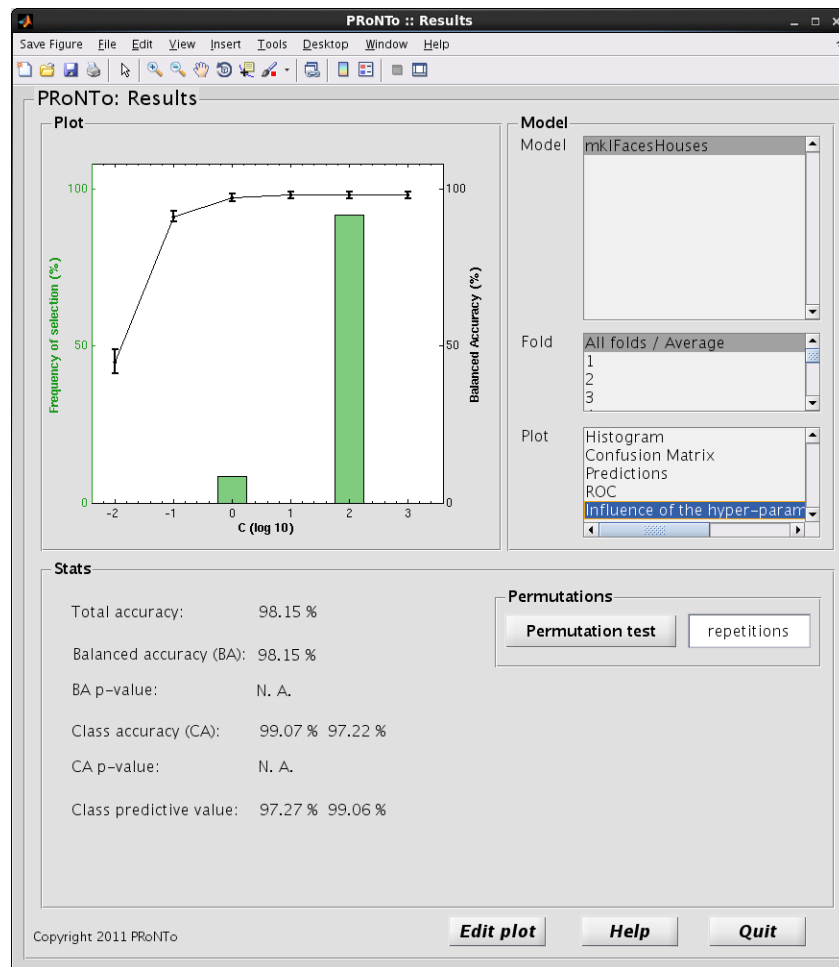 PRoNTo :: Results
Save Figure File Edit View Insert Tools Desktop Window Help
PRoNTo: Results
Plot
100
50
0
Frequency of selection (%)
100
50
0
Balanced Accuracy (%)
-2 -1 0 1 2 3
C (log 10)
Model
Model
mklFacesHouses
Fold
All folds / Average
1
2
3
Plot
Histogram
Confusion Matrix
Predictions
ROC
Influence of the hyper-param
Stats
Total accuracy: 98.15 %
Balanced accuracy (BA): 98.15 %
BA p-value: N. A.
Class accuracy (CA): 99.07 % 97.22 %
CA p-value: N. A.
Class predictive value: 97.27 % 99.06 %
Permutations
Permutation test repetitions
Copyright 2011 PRoNTo
Edit plot Help Quit